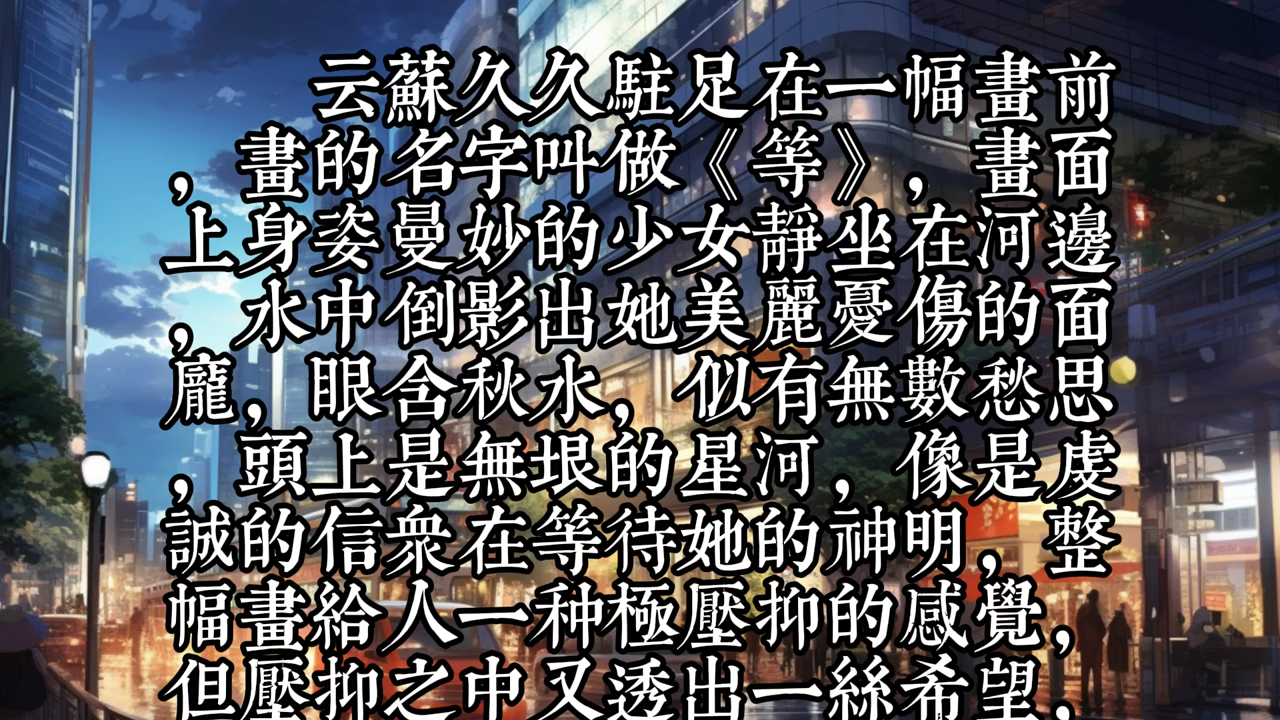 云蘇久久駐足在一幅畫前
，畫的名字叫做《等》，畫面
上身姿曼妙的少女靜坐在河邊
，水中倒影出她美麗憂傷的面
龐，眼含秋水，似有無數愁思
，頭上是無垠的星河，像是虔
誠的信衆在等待她的神明，整
幅畫給人一种極壓抑的感覺，
但壓抑之中又透出一絲希望，